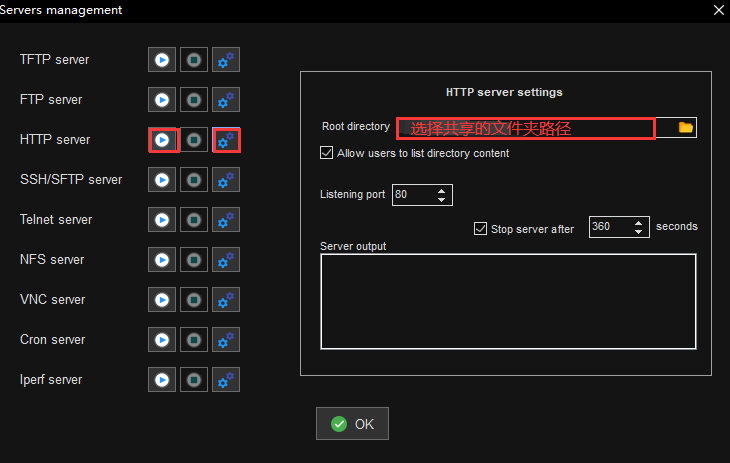 Servers management
TFTP server
FTP server
HTTP server
SSH/SFTP server
Telnet server
NFS server
VNC server
Cron server
Iperf server
HTTP server settings
Root directory 选择共享的文件夹路径
Allow users to list directory content
Listening port 80
Stop server after 360 seconds
Server output
OK